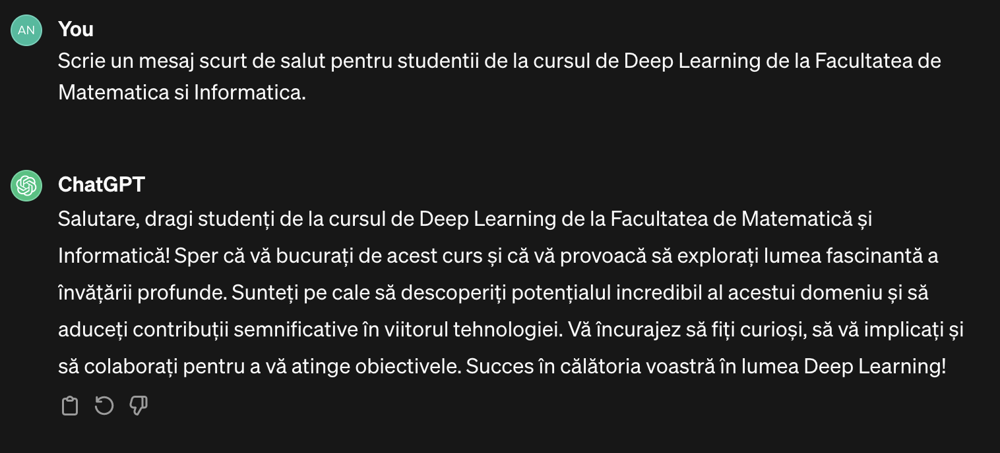 AN
You
Scrie un mesaj scurt de salut pentru studentii de la cursul de Deep Learning de la Facultatea de
Matematica si Informatica.
ChatGPT
Salutare, dragi studenți de la cursul de Deep Learning de la Facultatea de Matematică și
Informatică! Sper că vă bucurați de acest curs și că vă provoacă să explorați lumea fascinantă a
învățării profunde. Sunteți pe cale să descoperiți potențialul incredibil al acestui domeniu și să
aduceți contribuții semnificative în viitorul tehnologiei. Vă încurajez să fiți curioși, să vă implicați și
să colaborați pentru a vă atinge obiectivele. Succes în călătoria voastră în lumea Deep Learning!